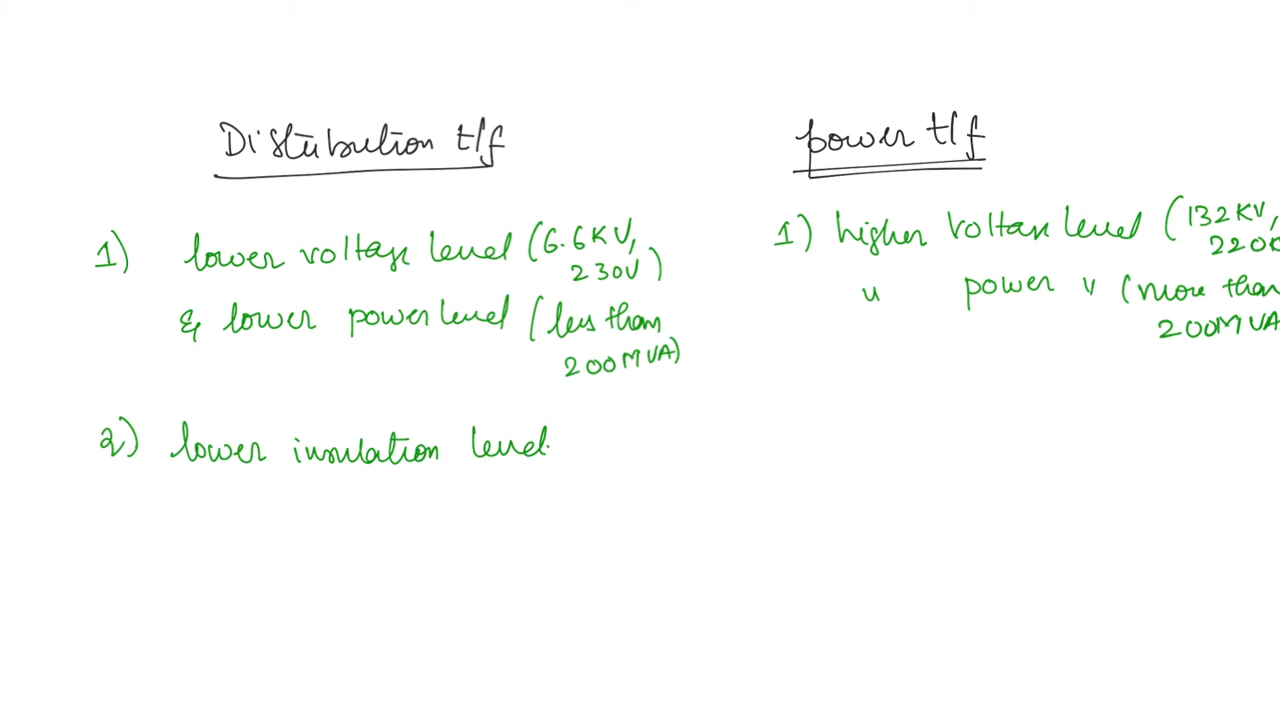 Distribution t/f
1) lower voltage level (6.6KV,
230V)
& lower power level (less than
200MVA)
2) lower insulation level.
power t/f
1) higher voltage level (132KV,
220K
" power " (more than
200MVA